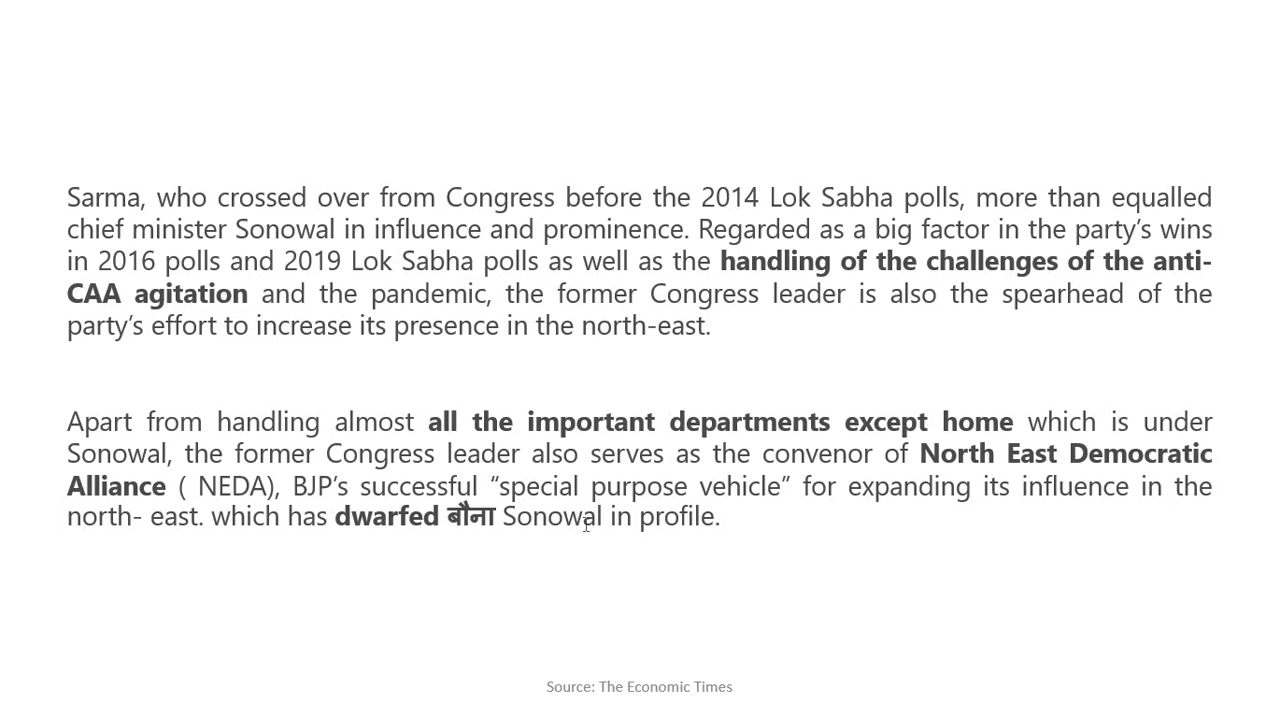 Sarma, who crossed over from Congress before the 2014 Lok Sabha polls, more than equalled
chief minister Sonowal in influence and prominence. Regarded as a big factor in the party’s wins
in 2016 polls and 2019 Lok Sabha polls as well as the handling of the challenges of the anti-
CAA agitation and the pandemic, the former Congress leader is also the spearhead of the
party’s effort to increase its presence in the north-east.
Apart from handling almost all the important departments except home which is under
Sonowal, the former Congress leader also serves as the convenor of North East Democratic
Alliance ( NEDA), BJP’s successful “special purpose vehicle” for expanding its influence in the
north- east. which has dwarfed बौना Sonowal in profile.
Source: The Economic Times